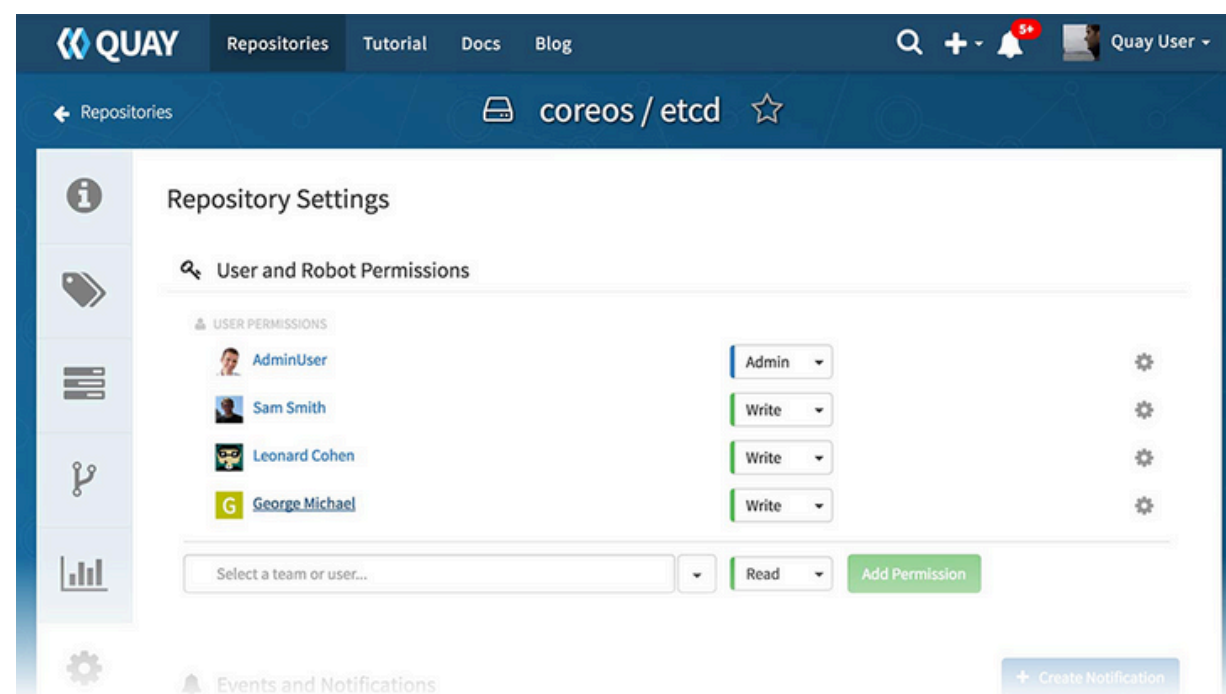 QUAY Repositories Tutorial Docs Blog 5+ Quay User
Repositories coreos / etcd
Repository Settings
User and Robot Permissions
USER PERMISSIONS
AdminUser Admin
Sam Smith Write
Leonard Cohen Write
G George Michael Write
Select a team or user... Read Add Permission
Events and Notifications + Create Notification